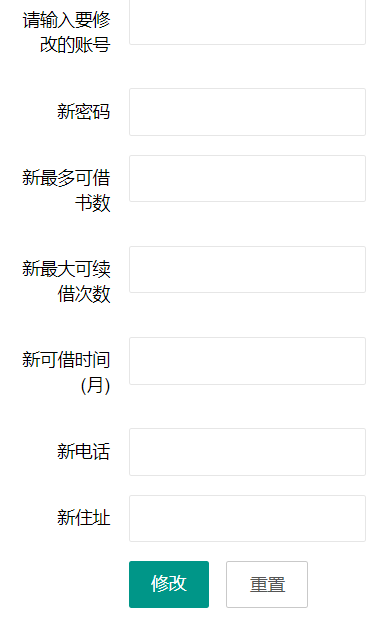 请输入要修
改的账号
新密码
新最多可借
书数
新最大可续
借次数
新可借时间
(月)
新电话
新住址
修改
重置